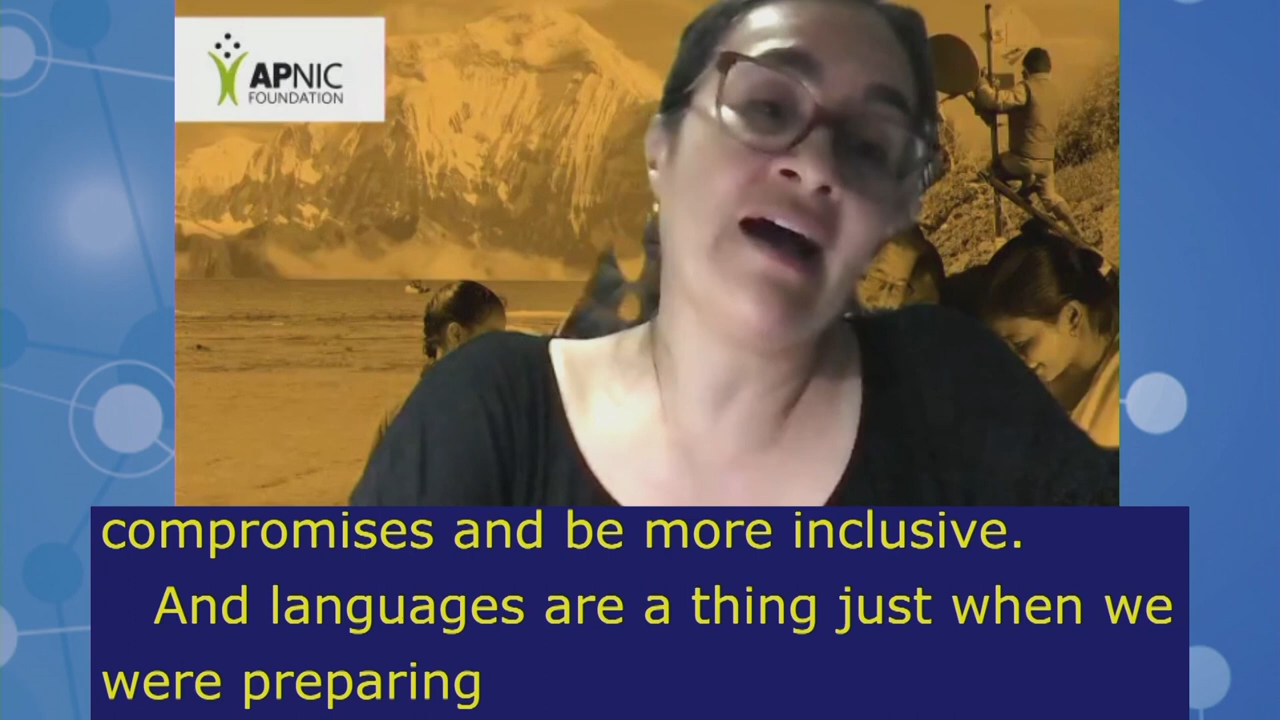 APNIC
FOUNDATION
compromises and be more inclusive.
And languages are a thing just when we
were preparing